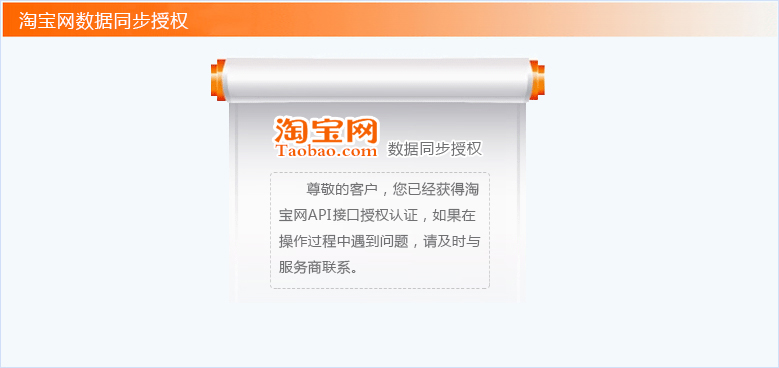 淘宝网数据同步授权
淘宝网
Taobao.com 数据同步授权
尊敬的客户，您已经获得淘
宝网API接口授权认证，如果在
操作过程中遇到问题，请及时与
服务商联系。